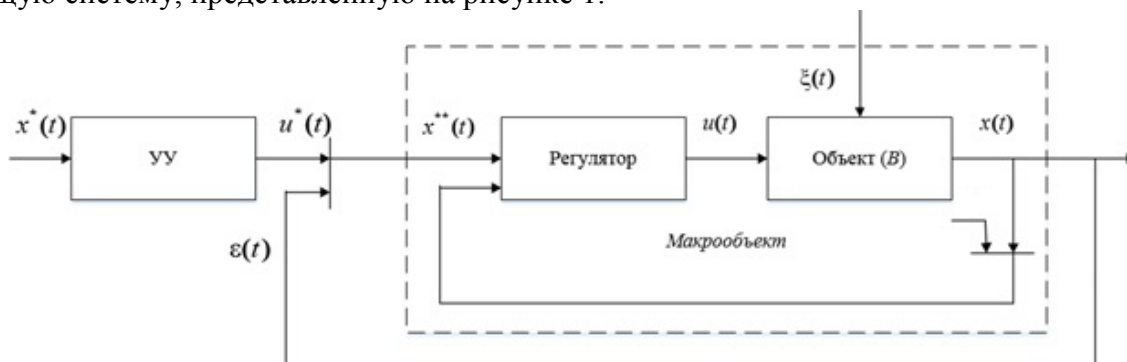 щую систему, представленную на рисунке 1.
ξ(t)
x*(t)
u*(t)
x**(t)
u(t)
x(t)
УУ
Регулятор
Объект (B)
Макрообъект
ε(t)